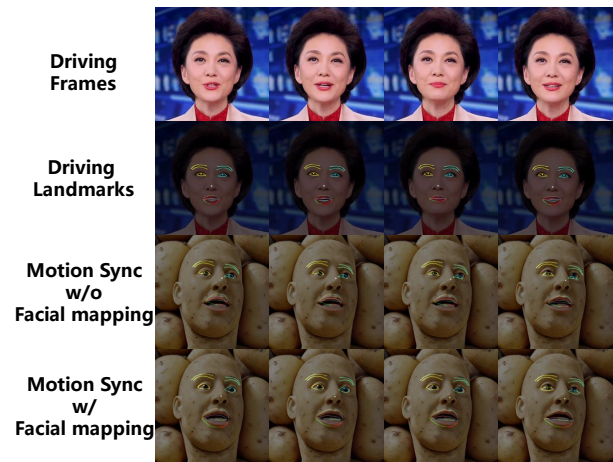 Driving
Frames
Driving
Landmarks
Motion Sync
w/o
Facial mapping
Motion Sync
w/
Facial mapping